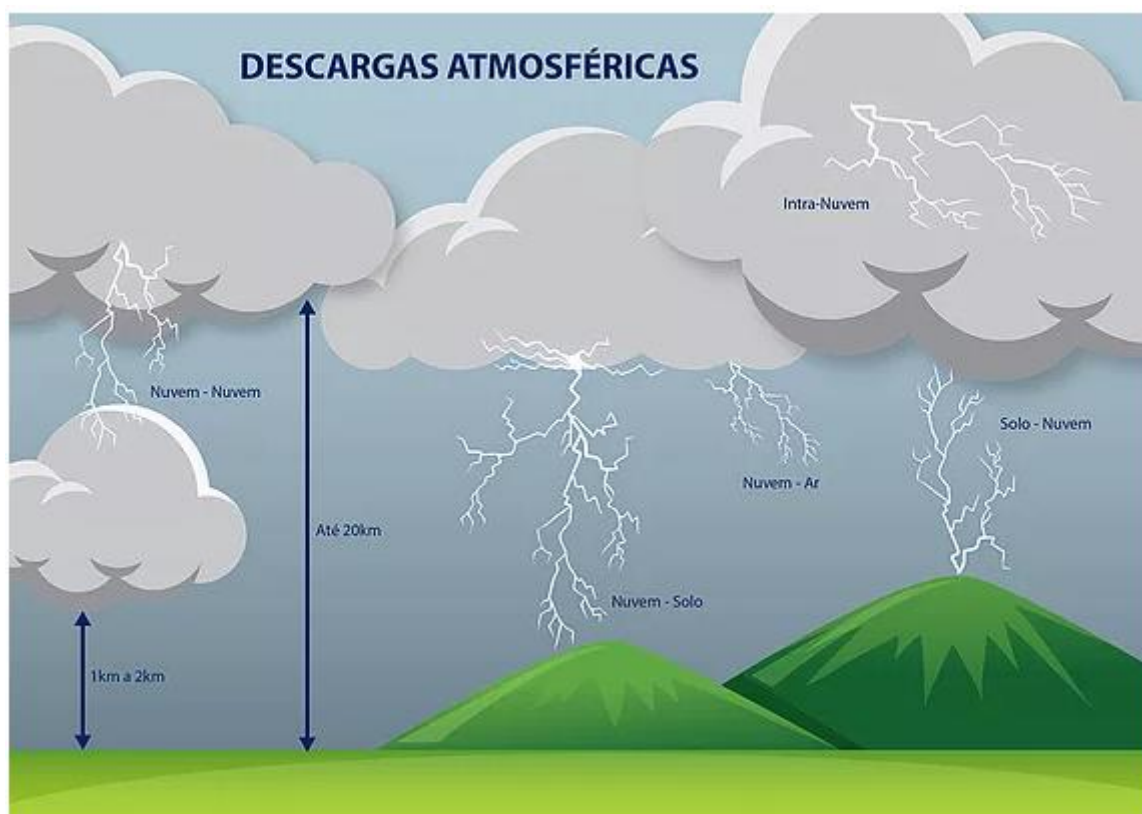 DESCARGAS ATMOSFÉRICAS
Intra-Nuvem
Nuvem - Nuvem
Solo - Nuvem
Nuvem - Ar
Até 20km
Nuvem - Solo
1km a 2km